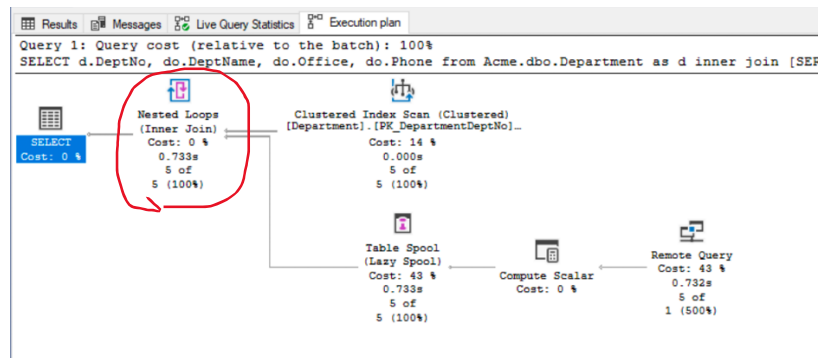 Results Messages Live Query Statistics Execution plan
Query 1: Query cost (relative to the batch): 100%
SELECT d.DeptNo, do.DeptName, do.Office, do.Phone from Acme.dbo.Department as d inner join [SEP
Nested Loops
(Inner Join)
Cost: 0 %
0.733s
5 of
5 (100%)
Clustered Index Scan (Clustered)
[Department].[PK_DepartmentDeptNo]…
Cost: 14 %
0.000s
5 of
5 (100%)
SELECT
Cost: 0 %
Table Spool
(Lazy Spool)
Cost: 43 %
0.733s
5 of
5 (100%)
Compute Scalar
Cost: 0 %
Remote Query
Cost: 43 %
0.732s
5 of
1 (500%)